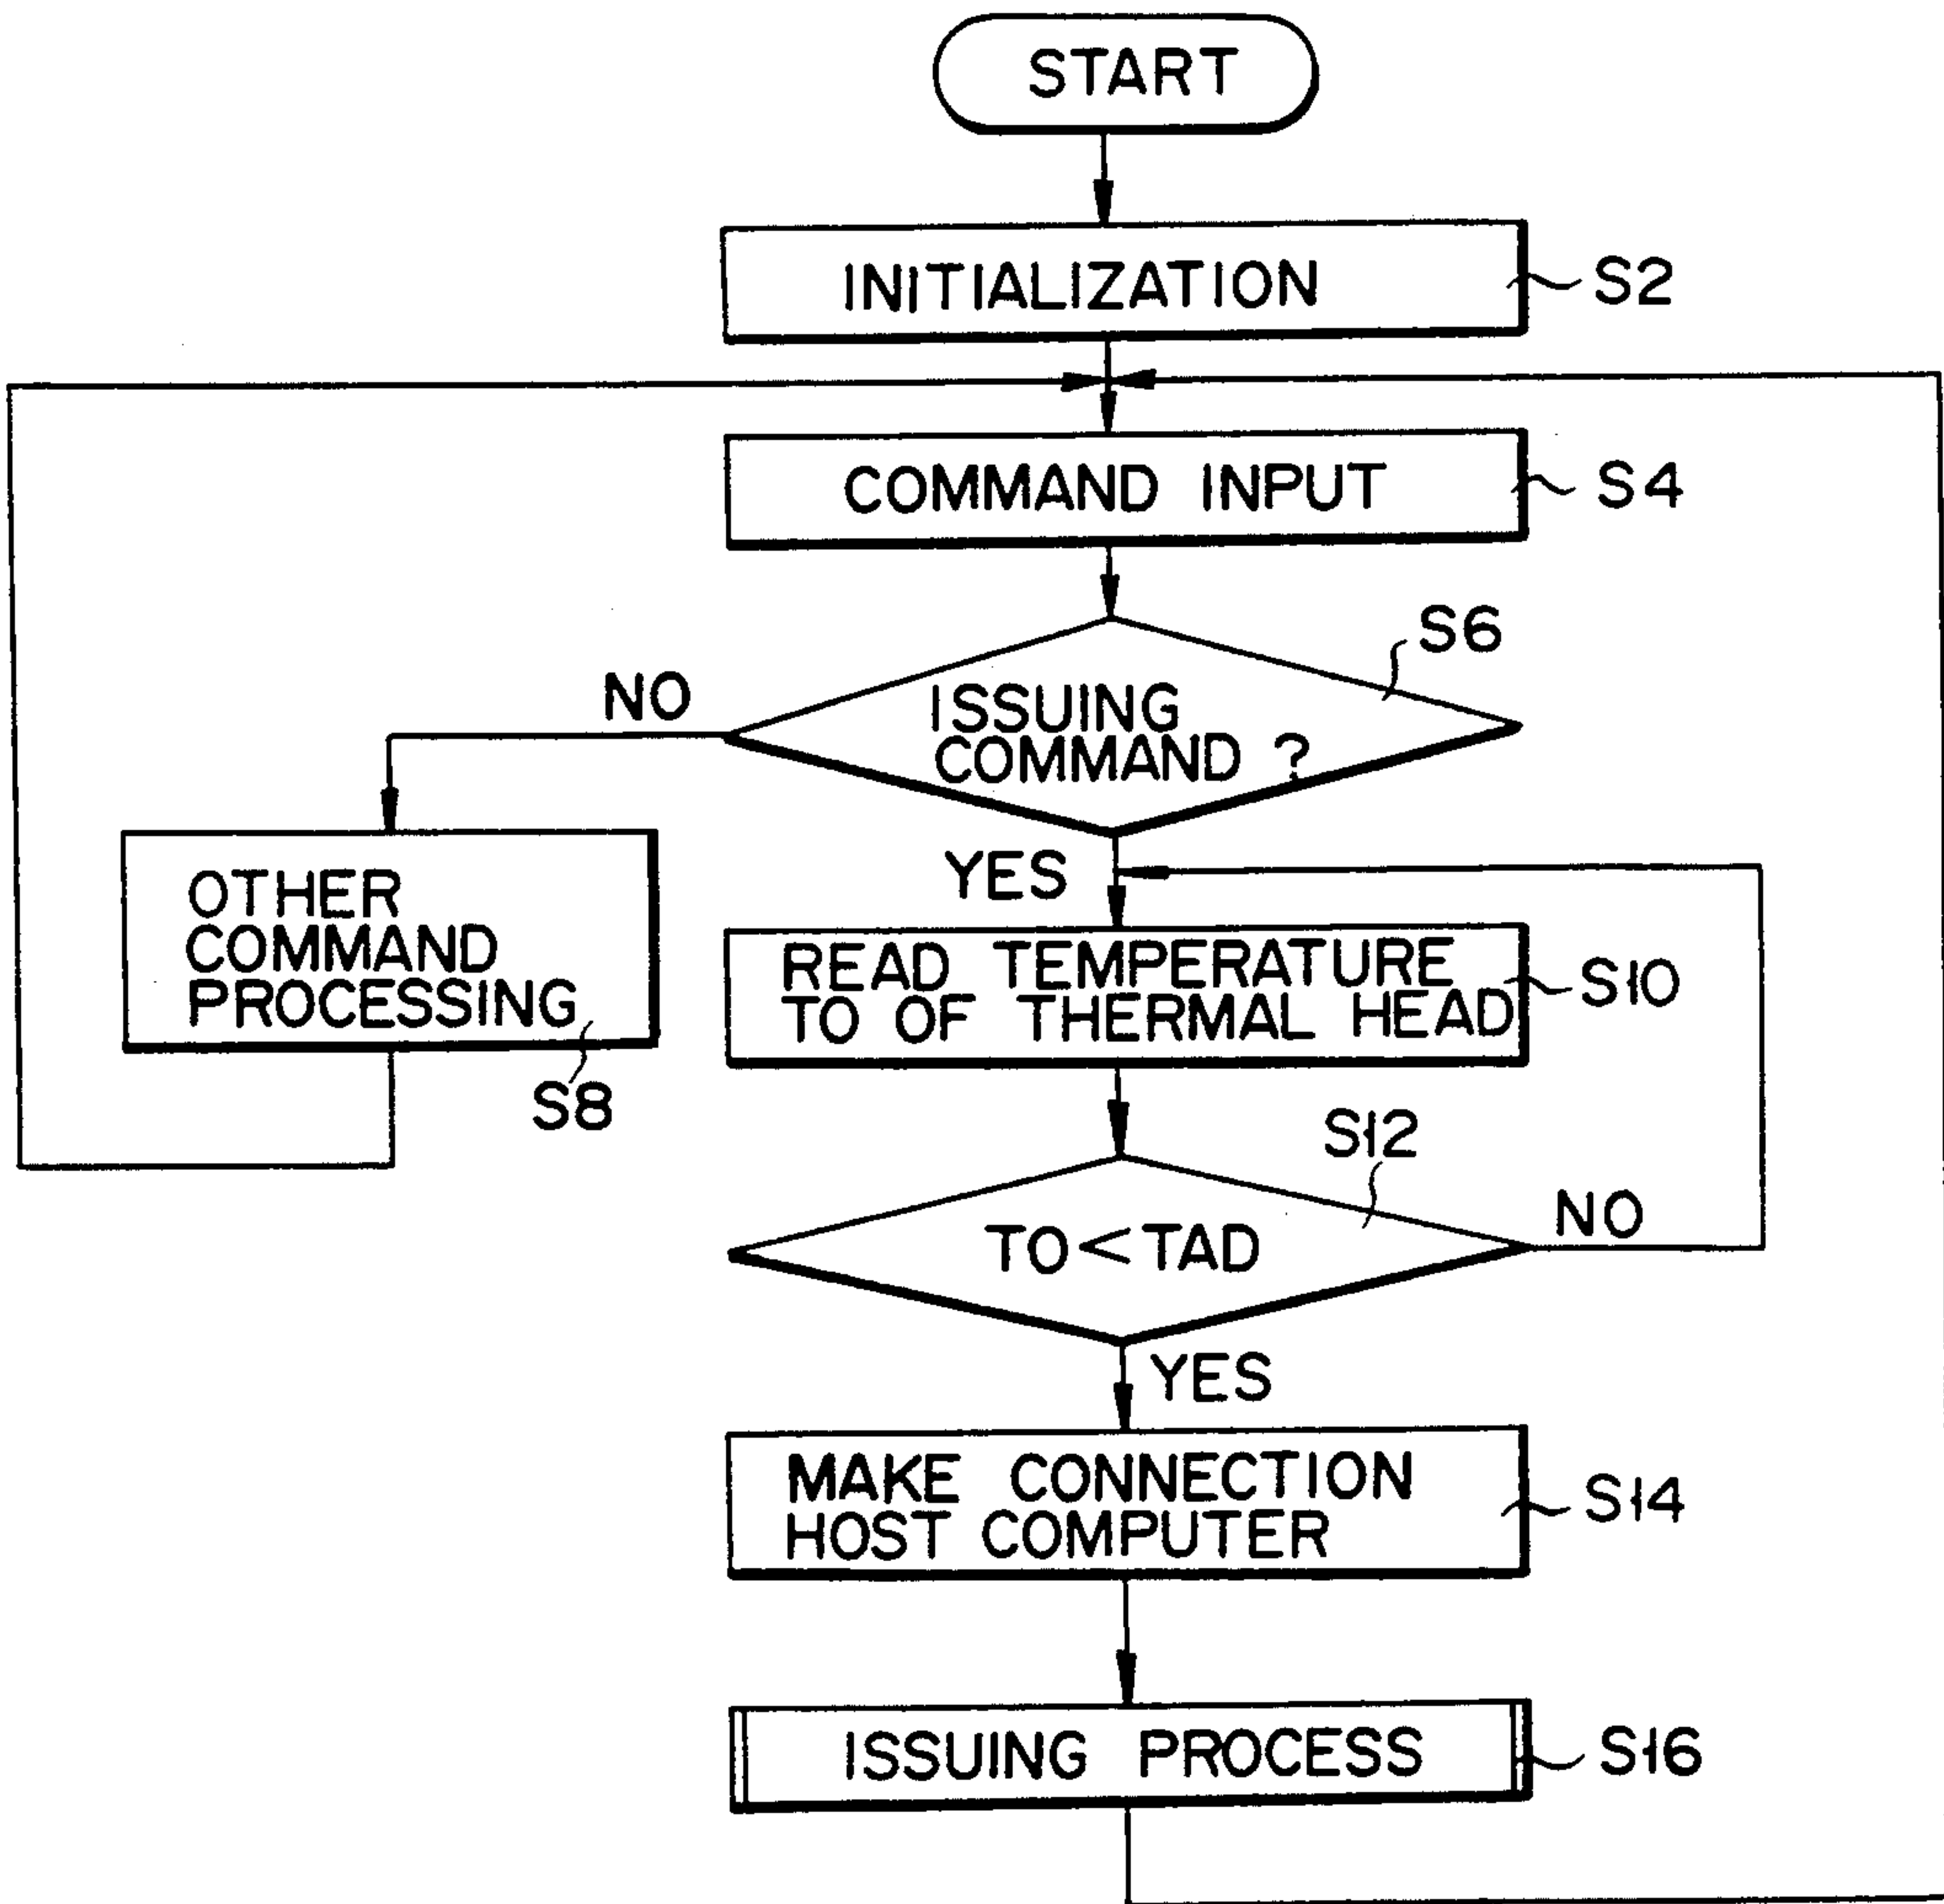 START
INITIALIZATION
S2
COMMAND INPUT
S4
S6
NO
ISSUING
COMMAND ?
YES
OTHER
COMMAND
PROCESSING
S8
READ TEMPERATURE
TO OF THERMAL HEAD
S10
S12
TO<TAD
NO
YES
MAKE CONNECTION
HOST COMPUTER
S14
ISSUING PROCESS
S16